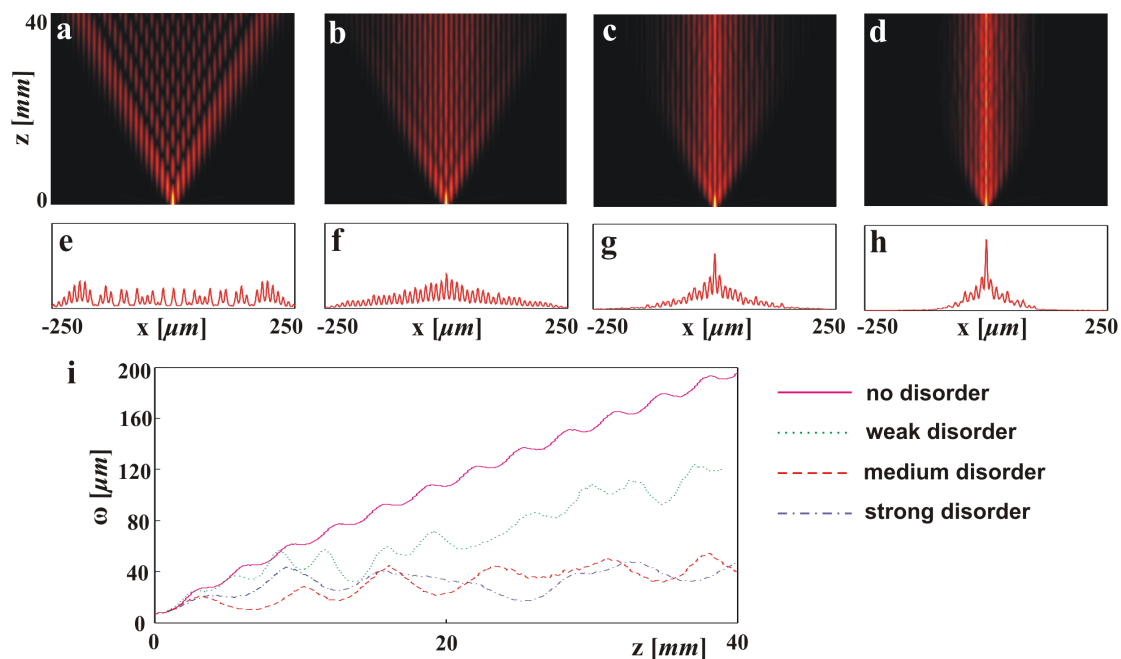 40
a
b
c
d
z [mm]
0
e
f
g
h
-250 x [μm] 250
-250 x [μm] 250
-250 x [μm] 250
-250 x [μm] 250
i
200
160
120
80
40
0
ω [μm]
0 20 z [mm] 40
no disorder
weak disorder
medium disorder
strong disorder